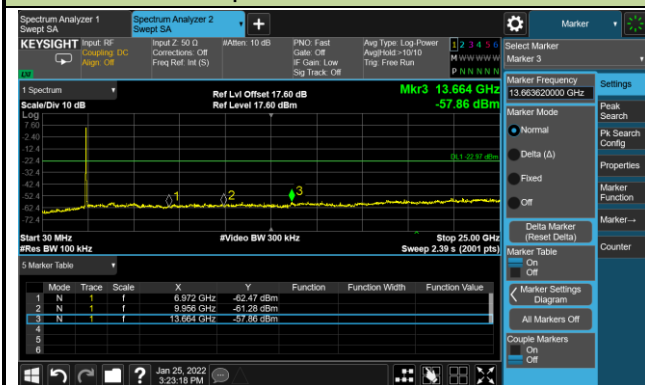 Spectrum Analyzer 1
Swept SA
Spectrum Analyzer 2
Swept SA
+
Marker
KEYSIGHT
Input: RF
Coupling: DC
Align: Off
Input Z: 50 Ω
Corrections: Off
Freq Ref: Int (S)
#Atten: 10 dB
PNO: Fast
Gate: Off
IF Gain: Low
Sig Track: Off
Avg Type: Log-Power
Avg|Hold:>10/10
Trig: Free Run
1 2 3 4 5 6
M W W W W W
P N N N N N
Select Marker
Marker 3
1 Spectrum
Scale/Div 10 dB
Log
Ref Lvl Offset 17.60 dB
Ref Level 17.60 dBm
Mkr3 13.664 GHz
-57.86 dBm
7.60
-2.40
-12.4
-22.4
-32.4
-42.4
-52.4
-62.4
-72.4
DL1 -22.97 dBm
1
2
3
Start 30 MHz
#Res BW 100 kHz
#Video BW 300 kHz
Stop 25.00 GHz
Sweep 2.39 s (2001 pts)
5 Marker Table
Mode Trace Scale X Y Function Function Width Function Value
1 N 1 f 6.972 GHz -62.47 dBm
2 N 1 f 9.956 GHz -61.28 dBm
3 N 1 f 13.664 GHz -57.86 dBm
4
5
6
Marker Frequency
13.663620000 GHz
Marker Mode
Normal
Delta (Δ)
Fixed
Off
Delta Marker
(Reset Delta)
Marker Table
On
Off
Marker Settings
Diagram
All Markers Off
Couple Markers
On
Off
Settings
Peak
Search
Pk Search
Config
Properties
Marker
Function
Marker→
Counter
?
Jan 25, 2022
3:23:18 PM